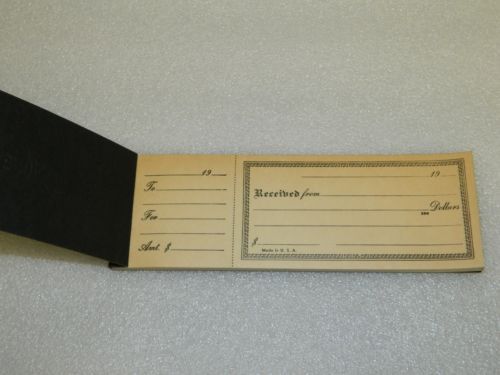 19
To
For
Amt. $
19
Received from
Dollars
100
$
Made in U. S. A.